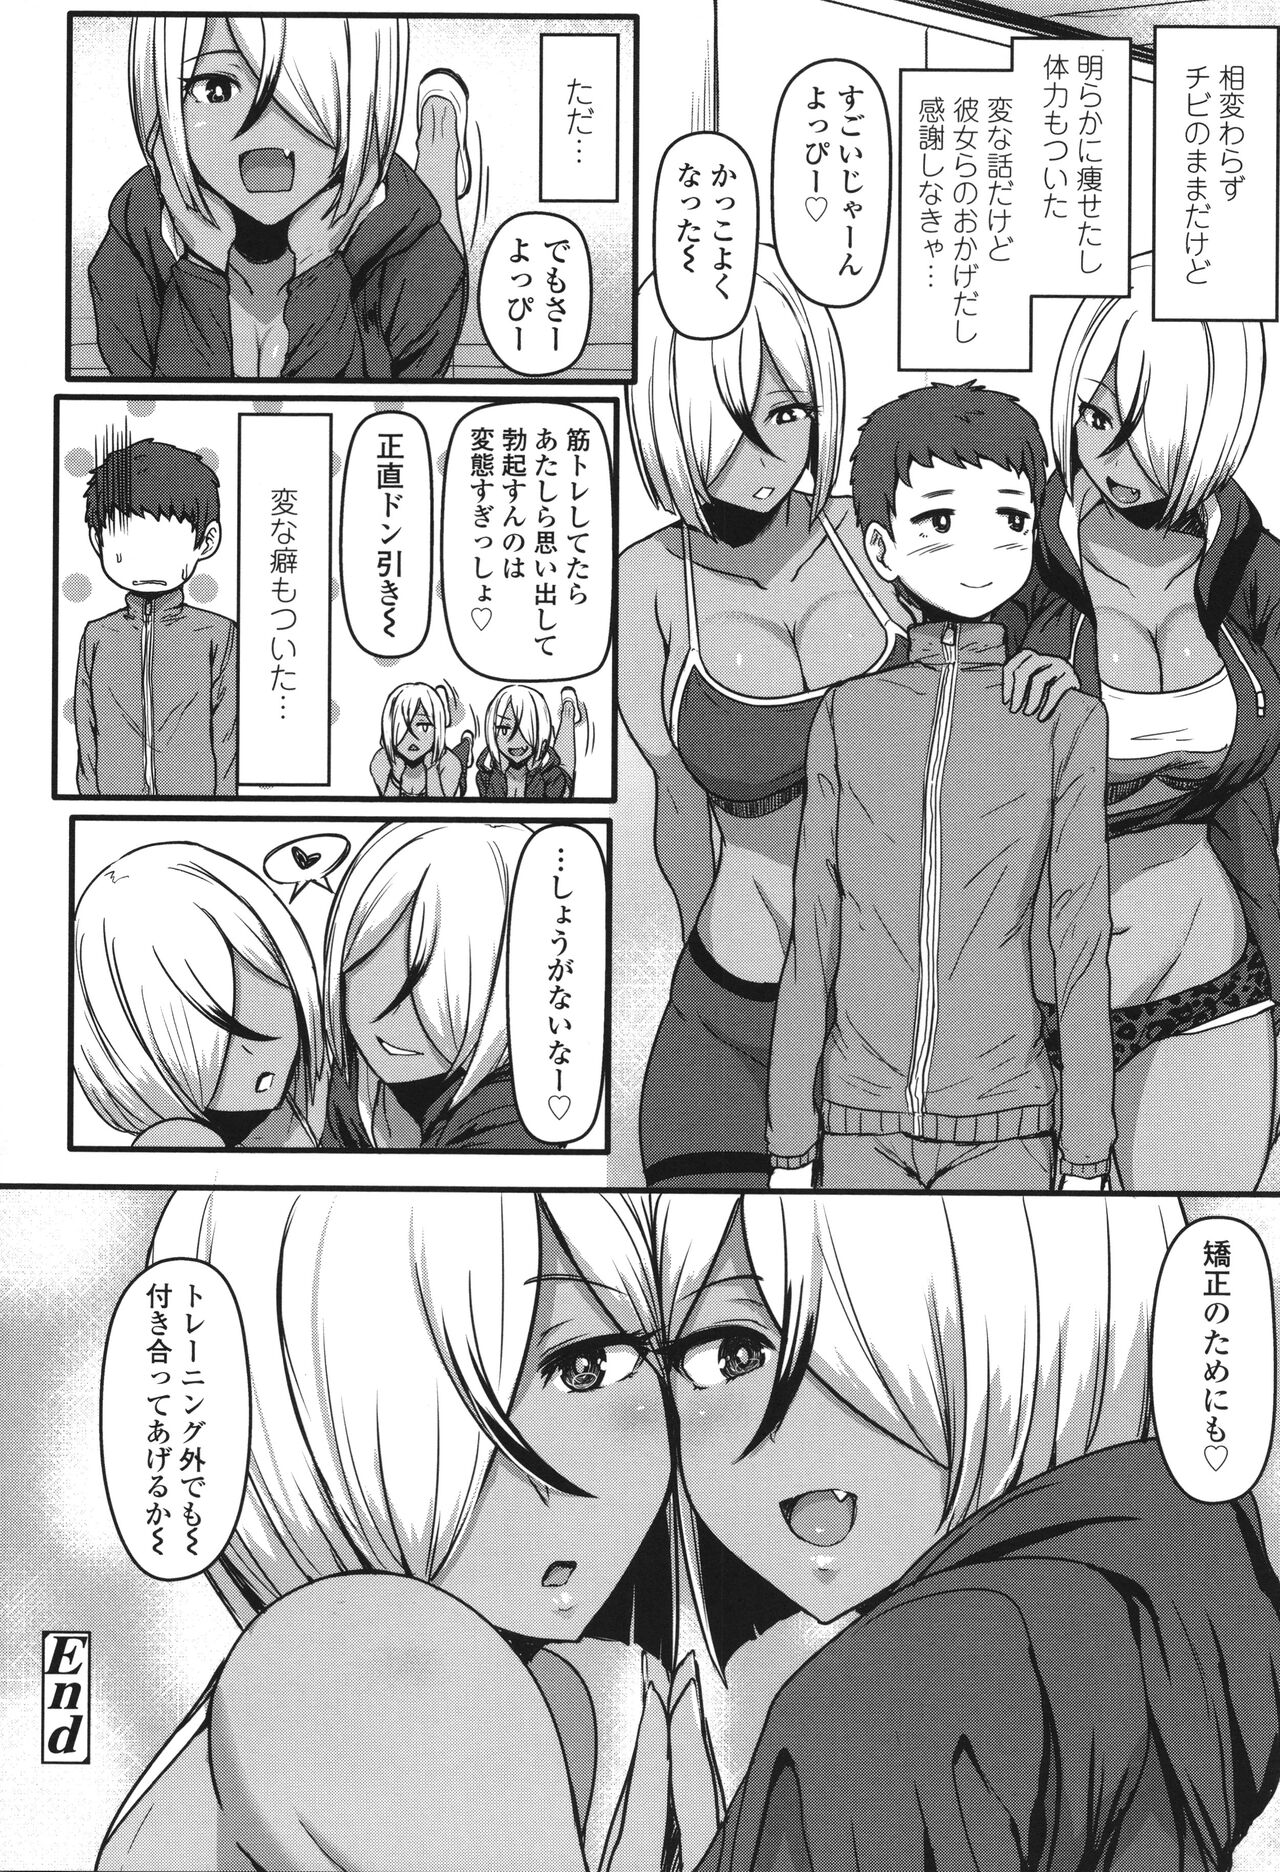 相変わらず
チビのままだけど
明らかに痩せたし
体力もついた
変な話だけど
彼女らのおかげだし
感謝しなきゃ…
すごいじゃーん
よっぴー♡
かっこよく
なった〜
ただ…
でもさー
よっぴー
筋トレしてたら
あたしら思い出して
勃起すんのは
変態すぎっしょ♡
正直ドン引き〜
変な癖もついた…
…しょうがないなー♡
矯正のためにも♡
トレーニング外でも〜
付き合ってあげるか〜
End